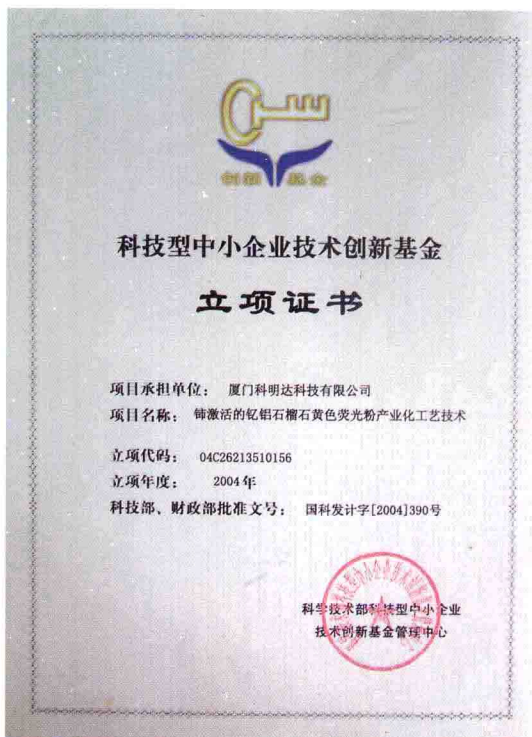 创新 基金
科技型中小企业技术创新基金
立项证书
项目承担单位： 厦门科明达科技有限公司
项目名称： 铈激活的钇铝石榴石黄色荧光粉产业化工艺技术
立项代码： 04C26213510156
立项年度： 2004年
科技部、财政部批准文号： 国科发计字[2004]390号
科学技术部科技型中小企业
技术创新基金管理中心